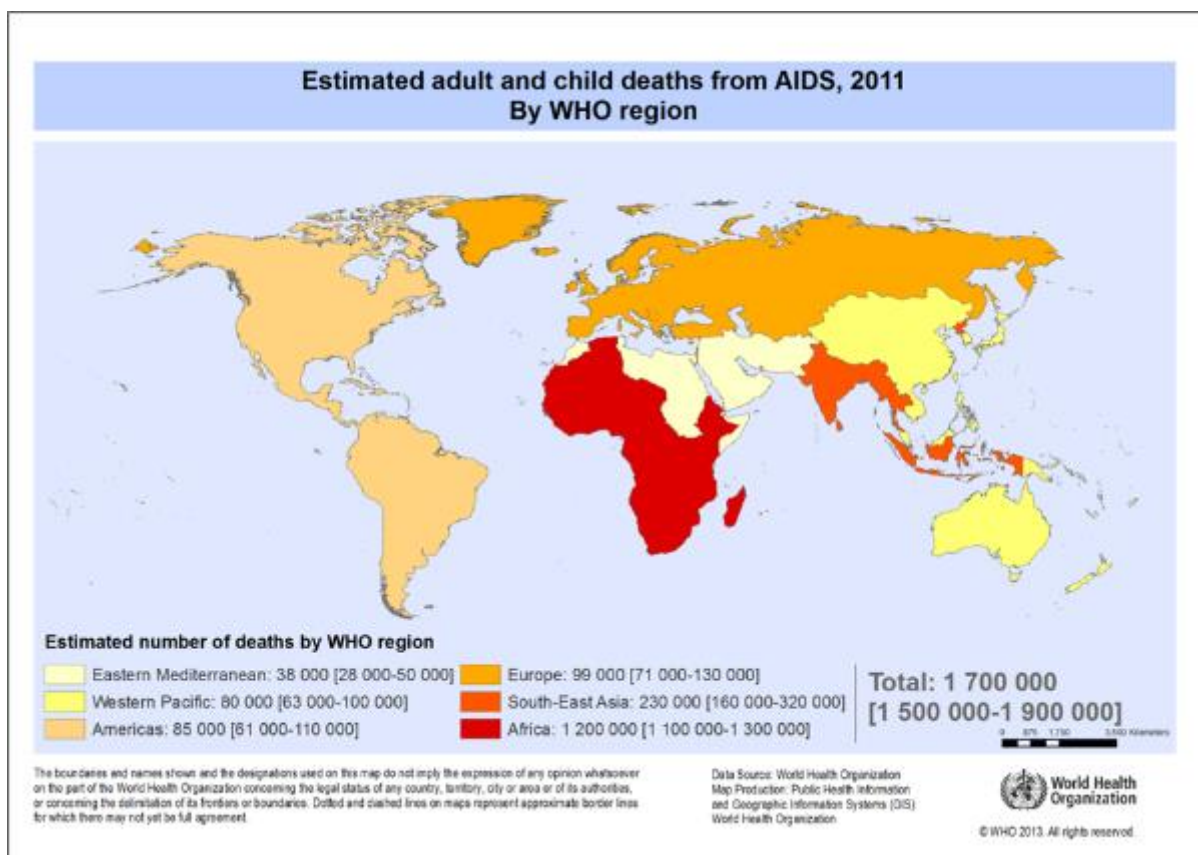 Estimated adult and child deaths from AIDS, 2011
By WHO region
Estimated number of deaths by WHO region
Eastern Mediterranean: 38 000 [28 000-50 000]
Western Pacific: 80 000 [63 000-100 000]
Americas: 85 000 [61 000-110 000]
Europe: 99 000 [71 000-130 000]
South-East Asia: 230 000 [160 000-320 000]
Africa: 1 200 000 [1 100 000-1 300 000]
Total: 1 700 000
[1 500 000-1 900 000]
0 875 1,750 Kilometers
The boundaries and names shown and the designations used on this map do not imply the expression of any opinion whatsoever
on the part of the World Health Organization concerning the legal status of any country, territory, city or area or of its authorities,
or concerning the delimitation of its frontiers or boundaries. Dotted and dashed lines on maps represent approximate border lines
for which there may not yet be full agreement.
Data Source: World Health Organization
Map Production: Public Health Information
and Geographic Information Systems (GIS)
World Health Organization
World Health
Organization
© WHO 2013. All rights reserved.